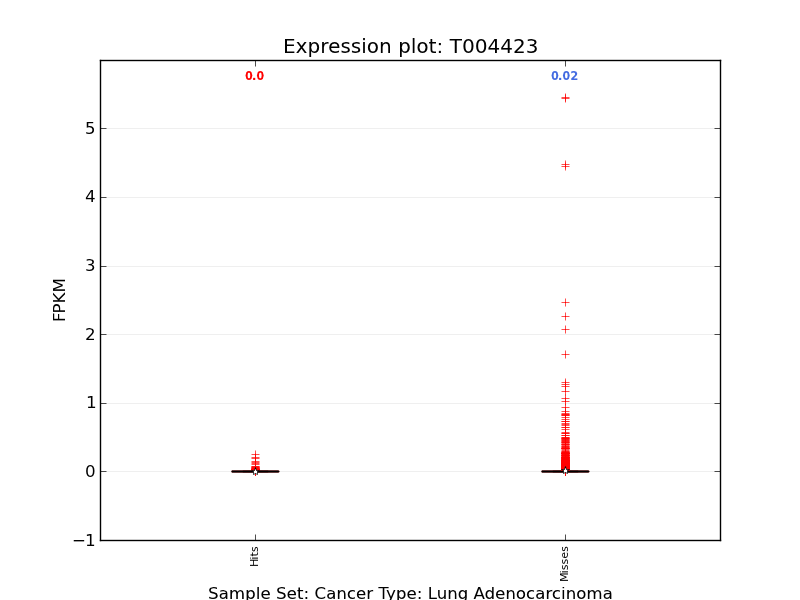 Expression plot: T004423
0.0
0.02
5
4
3
2
1
0
−1
FPKM
Hits
Misses
Sample Set: Cancer Type: Lung Adenocarcinoma